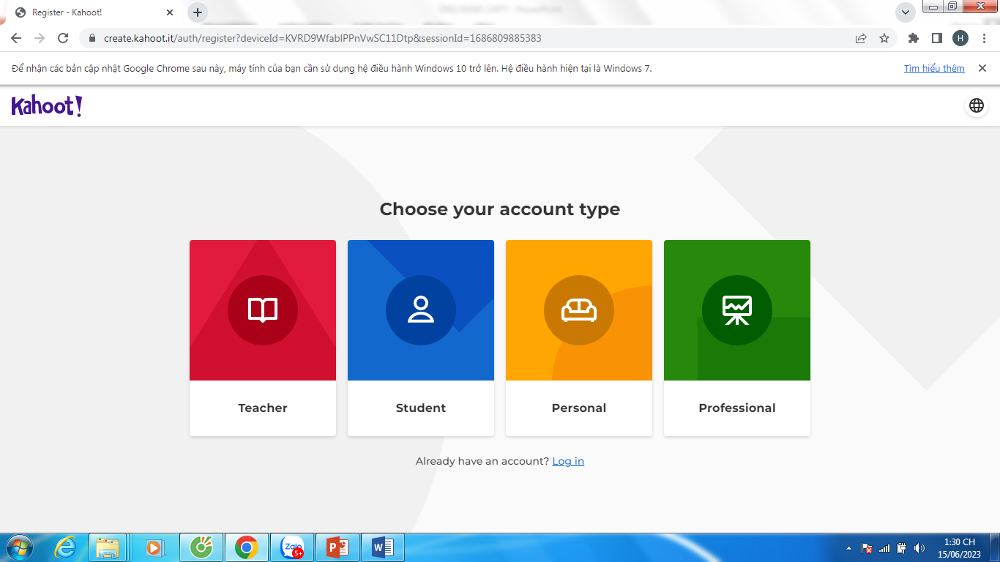 Register - Kahoot!
create.kahoot.it/auth/register?deviceId=KVRD9WfabIPPnVwSC11Dtp&sessionId=1686809885383
H
Để nhận các bản cập nhật Google Chrome sau này, máy tính của bạn cần sử dụng hệ điều hành Windows 10 trở lên. Hệ điều hành hiện tại là Windows 7.
Tìm hiểu thêm
Kahoot!
Choose your account type
Teacher
Student
Personal
Professional
Already have an account? Log in
Zalo
5+
P
W
1:30 CH
15/06/2023